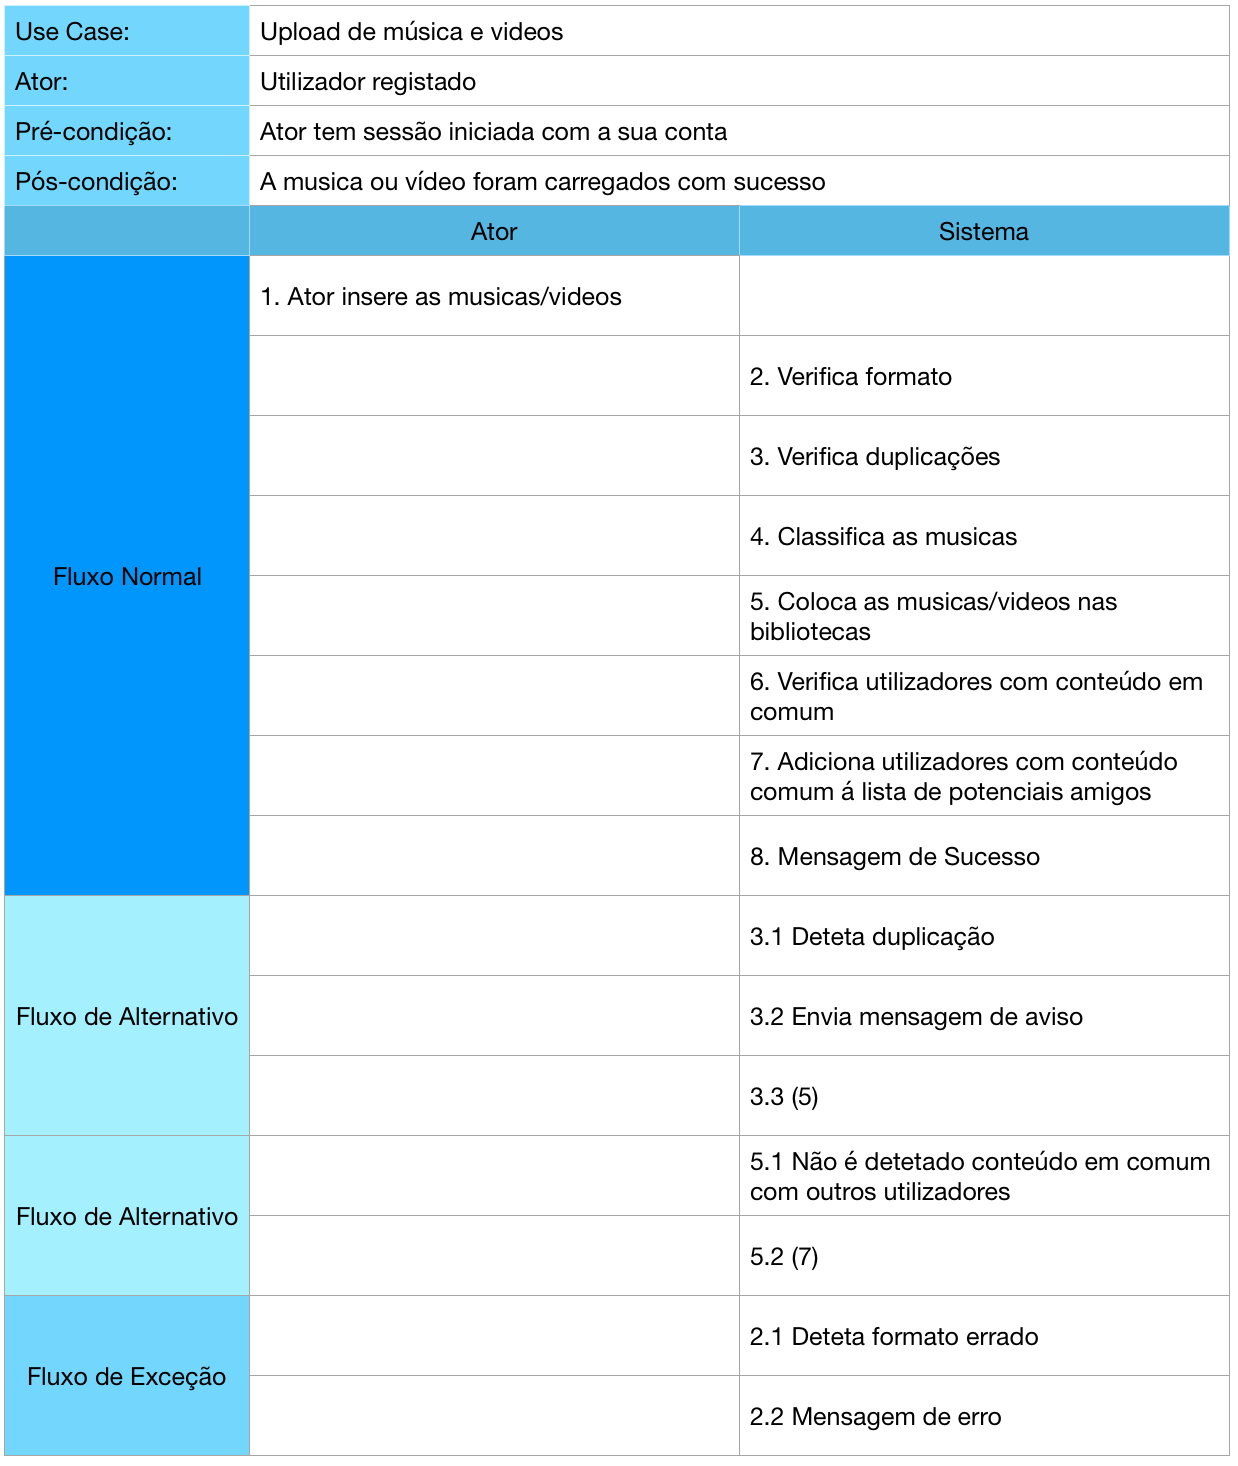 Use Case:
Upload de música e videos
Ator:
Utilizador registado
Pré-condição:
Ator tem sessão iniciada com a sua conta
Pós-condição:
A musica ou vídeo foram carregados com sucesso
Ator
Sistema
Fluxo Normal
1. Ator insere as musicas/videos
2. Verifica formato
3. Verifica duplicações
4. Classifica as musicas
5. Coloca as musicas/videos nas
bibliotecas
6. Verifica utilizadores com conteúdo em
comum
7. Adiciona utilizadores com conteúdo
comum á lista de potenciais amigos
8. Mensagem de Sucesso
Fluxo de Alternativo
3.1 Deteta duplicação
3.2 Envia mensagem de aviso
3.3 (5)
Fluxo de Alternativo
5.1 Não é detetado conteúdo em comum
com outros utilizadores
5.2 (7)
Fluxo de Exceção
2.1 Deteta formato errado
2.2 Mensagem de erro